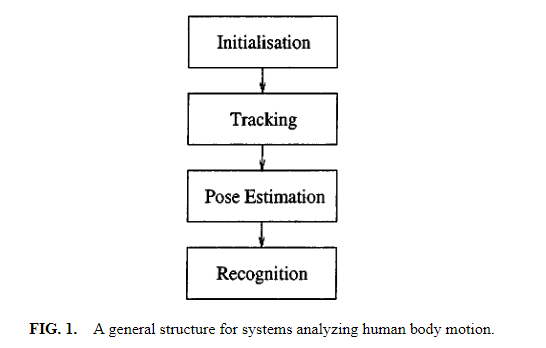 Initialisation
Tracking
Pose Estimation
Recognition
FIG. 1. A general structure for systems analyzing human body motion.